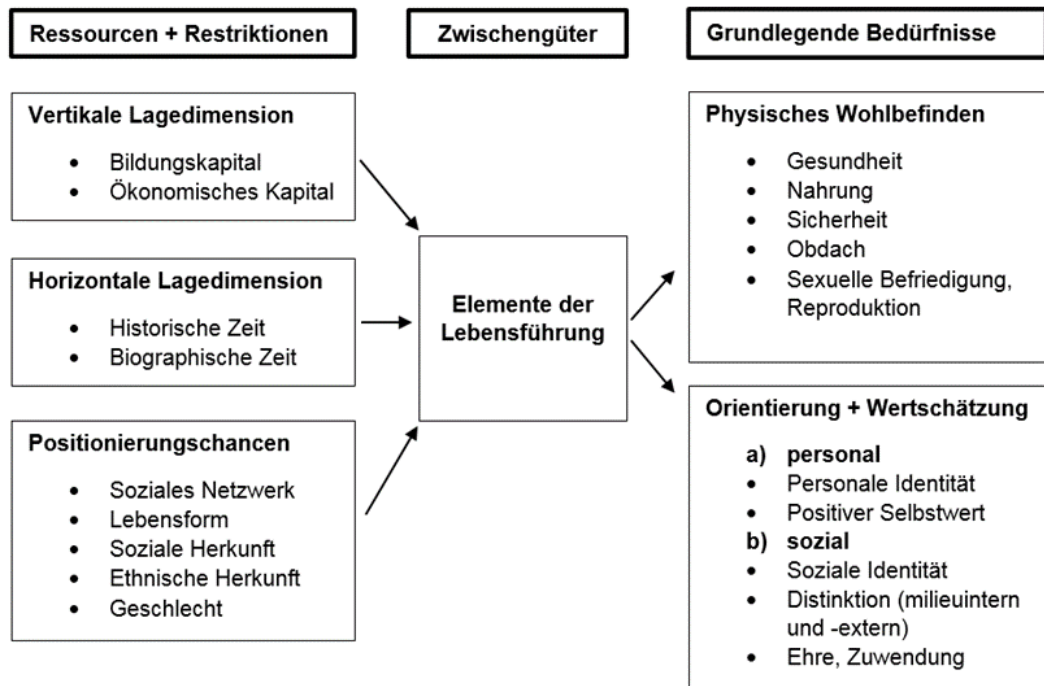 Ressourcen + Restriktionen
Zwischengüter
Grundlegende Bedürfnisse
Vertikale Lagedimension
• Bildungskapital
• Ökonomisches Kapital
Horizontale Lagedimension
• Historische Zeit
• Biographische Zeit
Positionierungschancen
• Soziales Netzwerk
• Lebensform
• Soziale Herkunft
• Ethnische Herkunft
• Geschlecht
Elemente der
Lebensführung
Physisches Wohlbefinden
• Gesundheit
• Nahrung
• Sicherheit
• Obdach
• Sexuelle Befriedigung,
Reproduktion
Orientierung + Wertschätzung
a) personal
• Personale Identität
• Positiver Selbstwert
b) sozial
• Soziale Identität
• Distinktion (milieuintern
und -extern)
• Ehre, Zuwendung